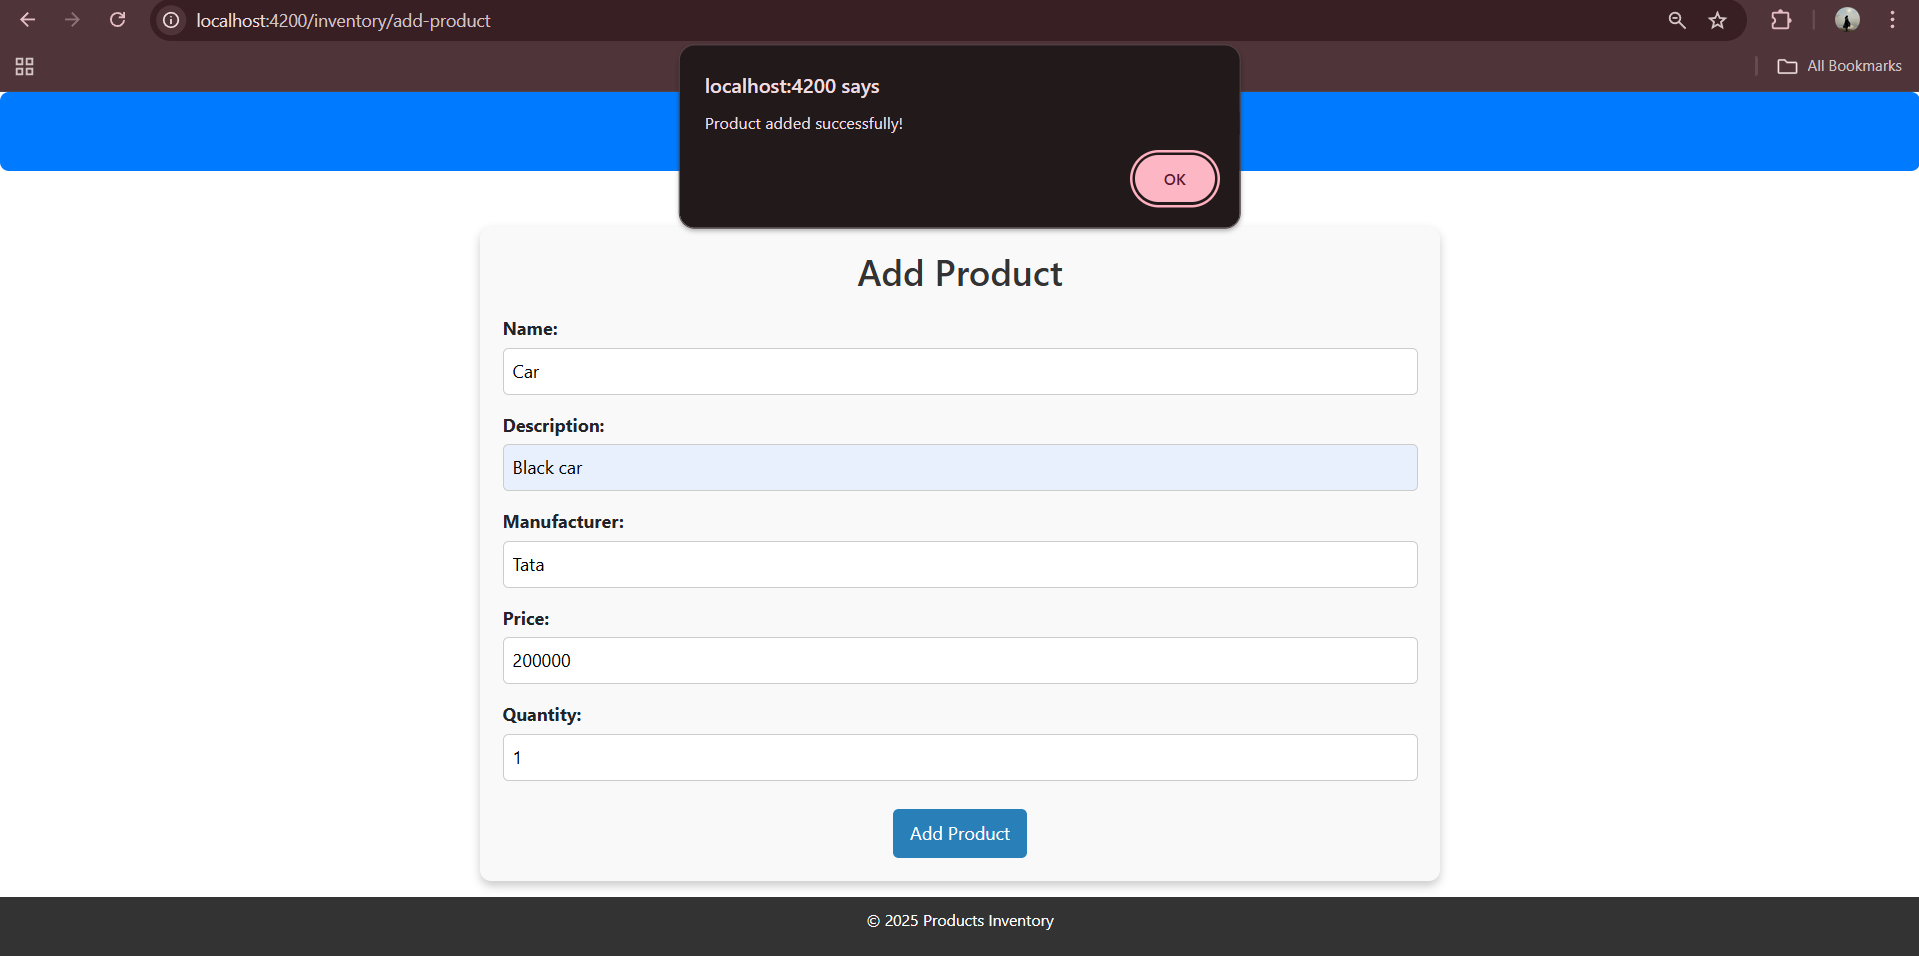 localhost:4200/inventory/add-product
All Bookmarks
localhost:4200 says
Product added successfully!
OK
Add Product
Name:
Car
Description:
Black car
Manufacturer:
Tata
Price:
200000
Quantity:
1
Add Product
© 2025 Products Inventory